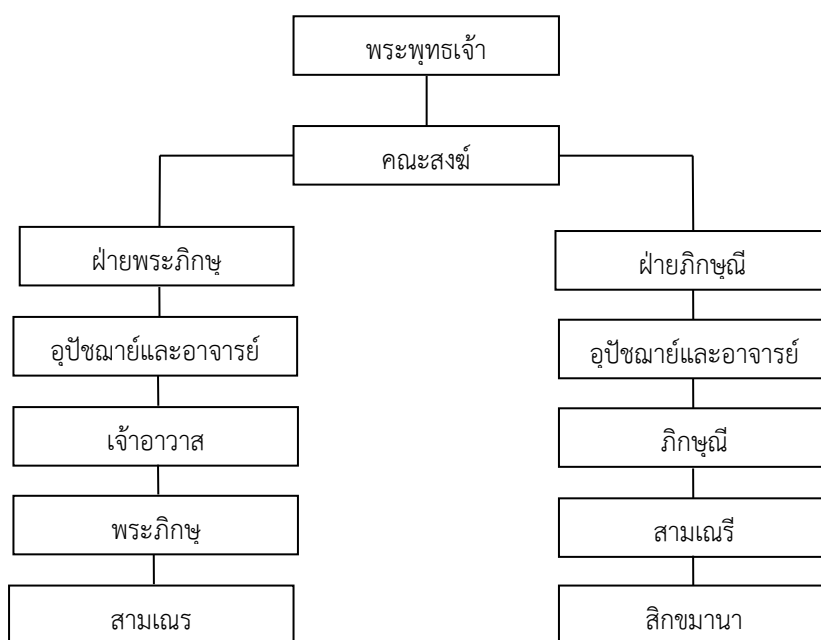 พระพุทธเจ้า
คณะสงฆ์
ฝ่ายพระภิกษุ
อุปัชฌาย์และอาจารย์
เจ้าอาวาส
พระภิกษุ
สามเณร
ฝ่ายภิกษุณี
อุปัชฌาย์และอาจารย์
ภิกษุณี
สามเณรี
สิกขมานา